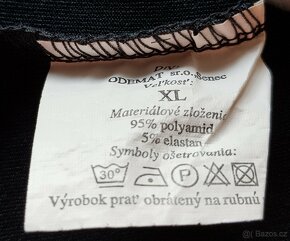 ODEMAT sr.o. Senec
Veľkosť:
XL
Materiálové zloženie
95% polyamid
5% elastan
Symboly ošetrovania:
30°
Výrobok prať obrátený na rubnú
Bazos.cz